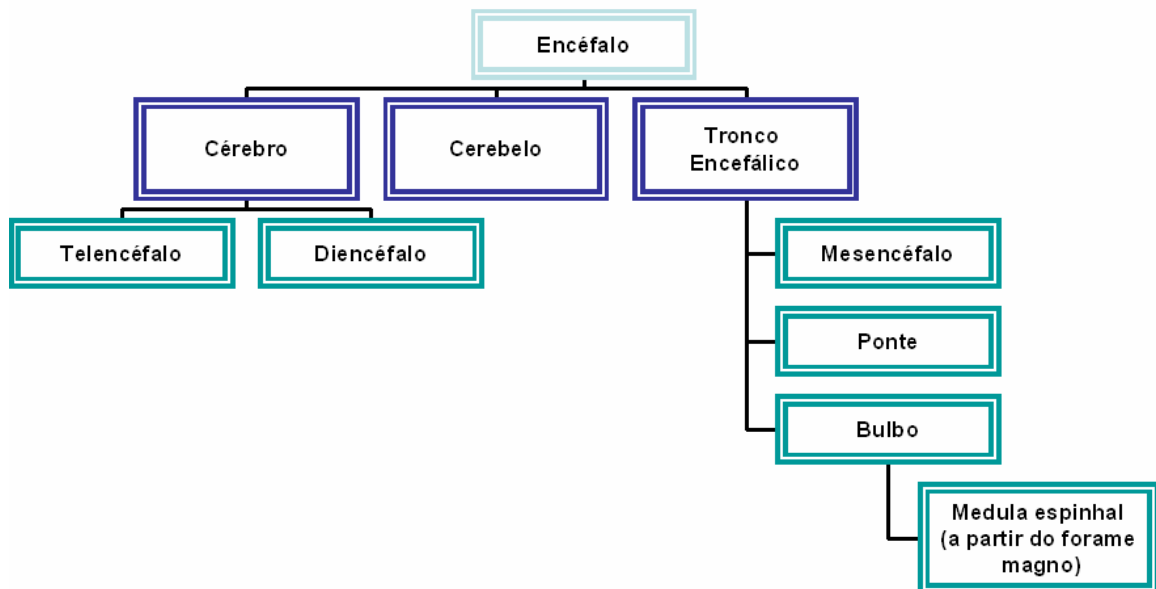 Encéfalo
Cérebro
Cerebelo
Tronco
Encefálico
Telencéfalo
Diencéfalo
Mesencéfalo
Ponte
Bulbo
Medula espinhal
(a partir do forame
magno)